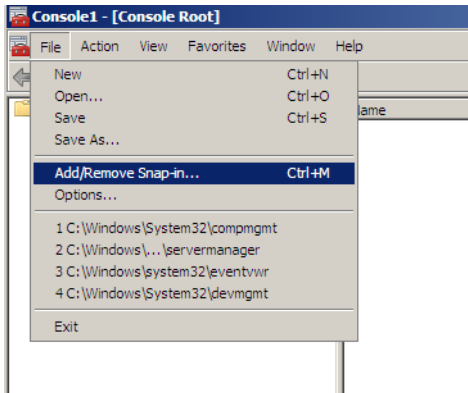 Console1 - [Console Root]
File Action View Favorites Window Help
New Ctrl+N
Open... Ctrl+O
Save Ctrl+S
Save As...
Add/Remove Snap-in... Ctrl+M
Options...
1 C:\Windows\System32\compmgmt
2 C:\Windows\...\servermanager
3 C:\Windows\system32\eventvwr
4 C:\Windows\System32\devmgmt
Exit